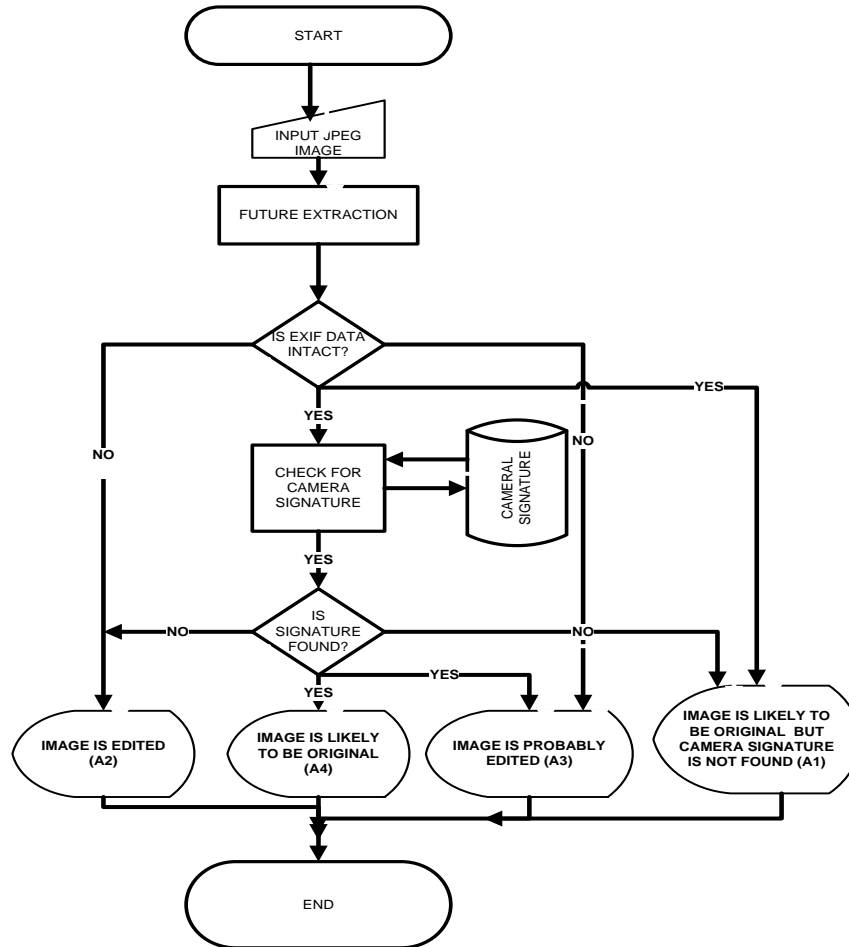 START
INPUT JPEG
IMAGE
FUTURE EXTRACTION
IS EXIF DATA
INTACT?
YES
YES
NO
NO
CHECK FOR
CAMERA
SIGNATURE
CAMERAL
SIGNATURE
YES
IS
SIGNATURE
FOUND?
NO
NO
YES
YES
IMAGE IS EDITED
(A2)
IMAGE IS LIKELY
TO BE ORIGINAL
(A4)
IMAGE IS PROBABLY
EDITED (A3)
IMAGE IS LIKELY TO
BE ORIGINAL BUT
CAMERA SIGNATURE
IS NOT FOUND (A1)
END